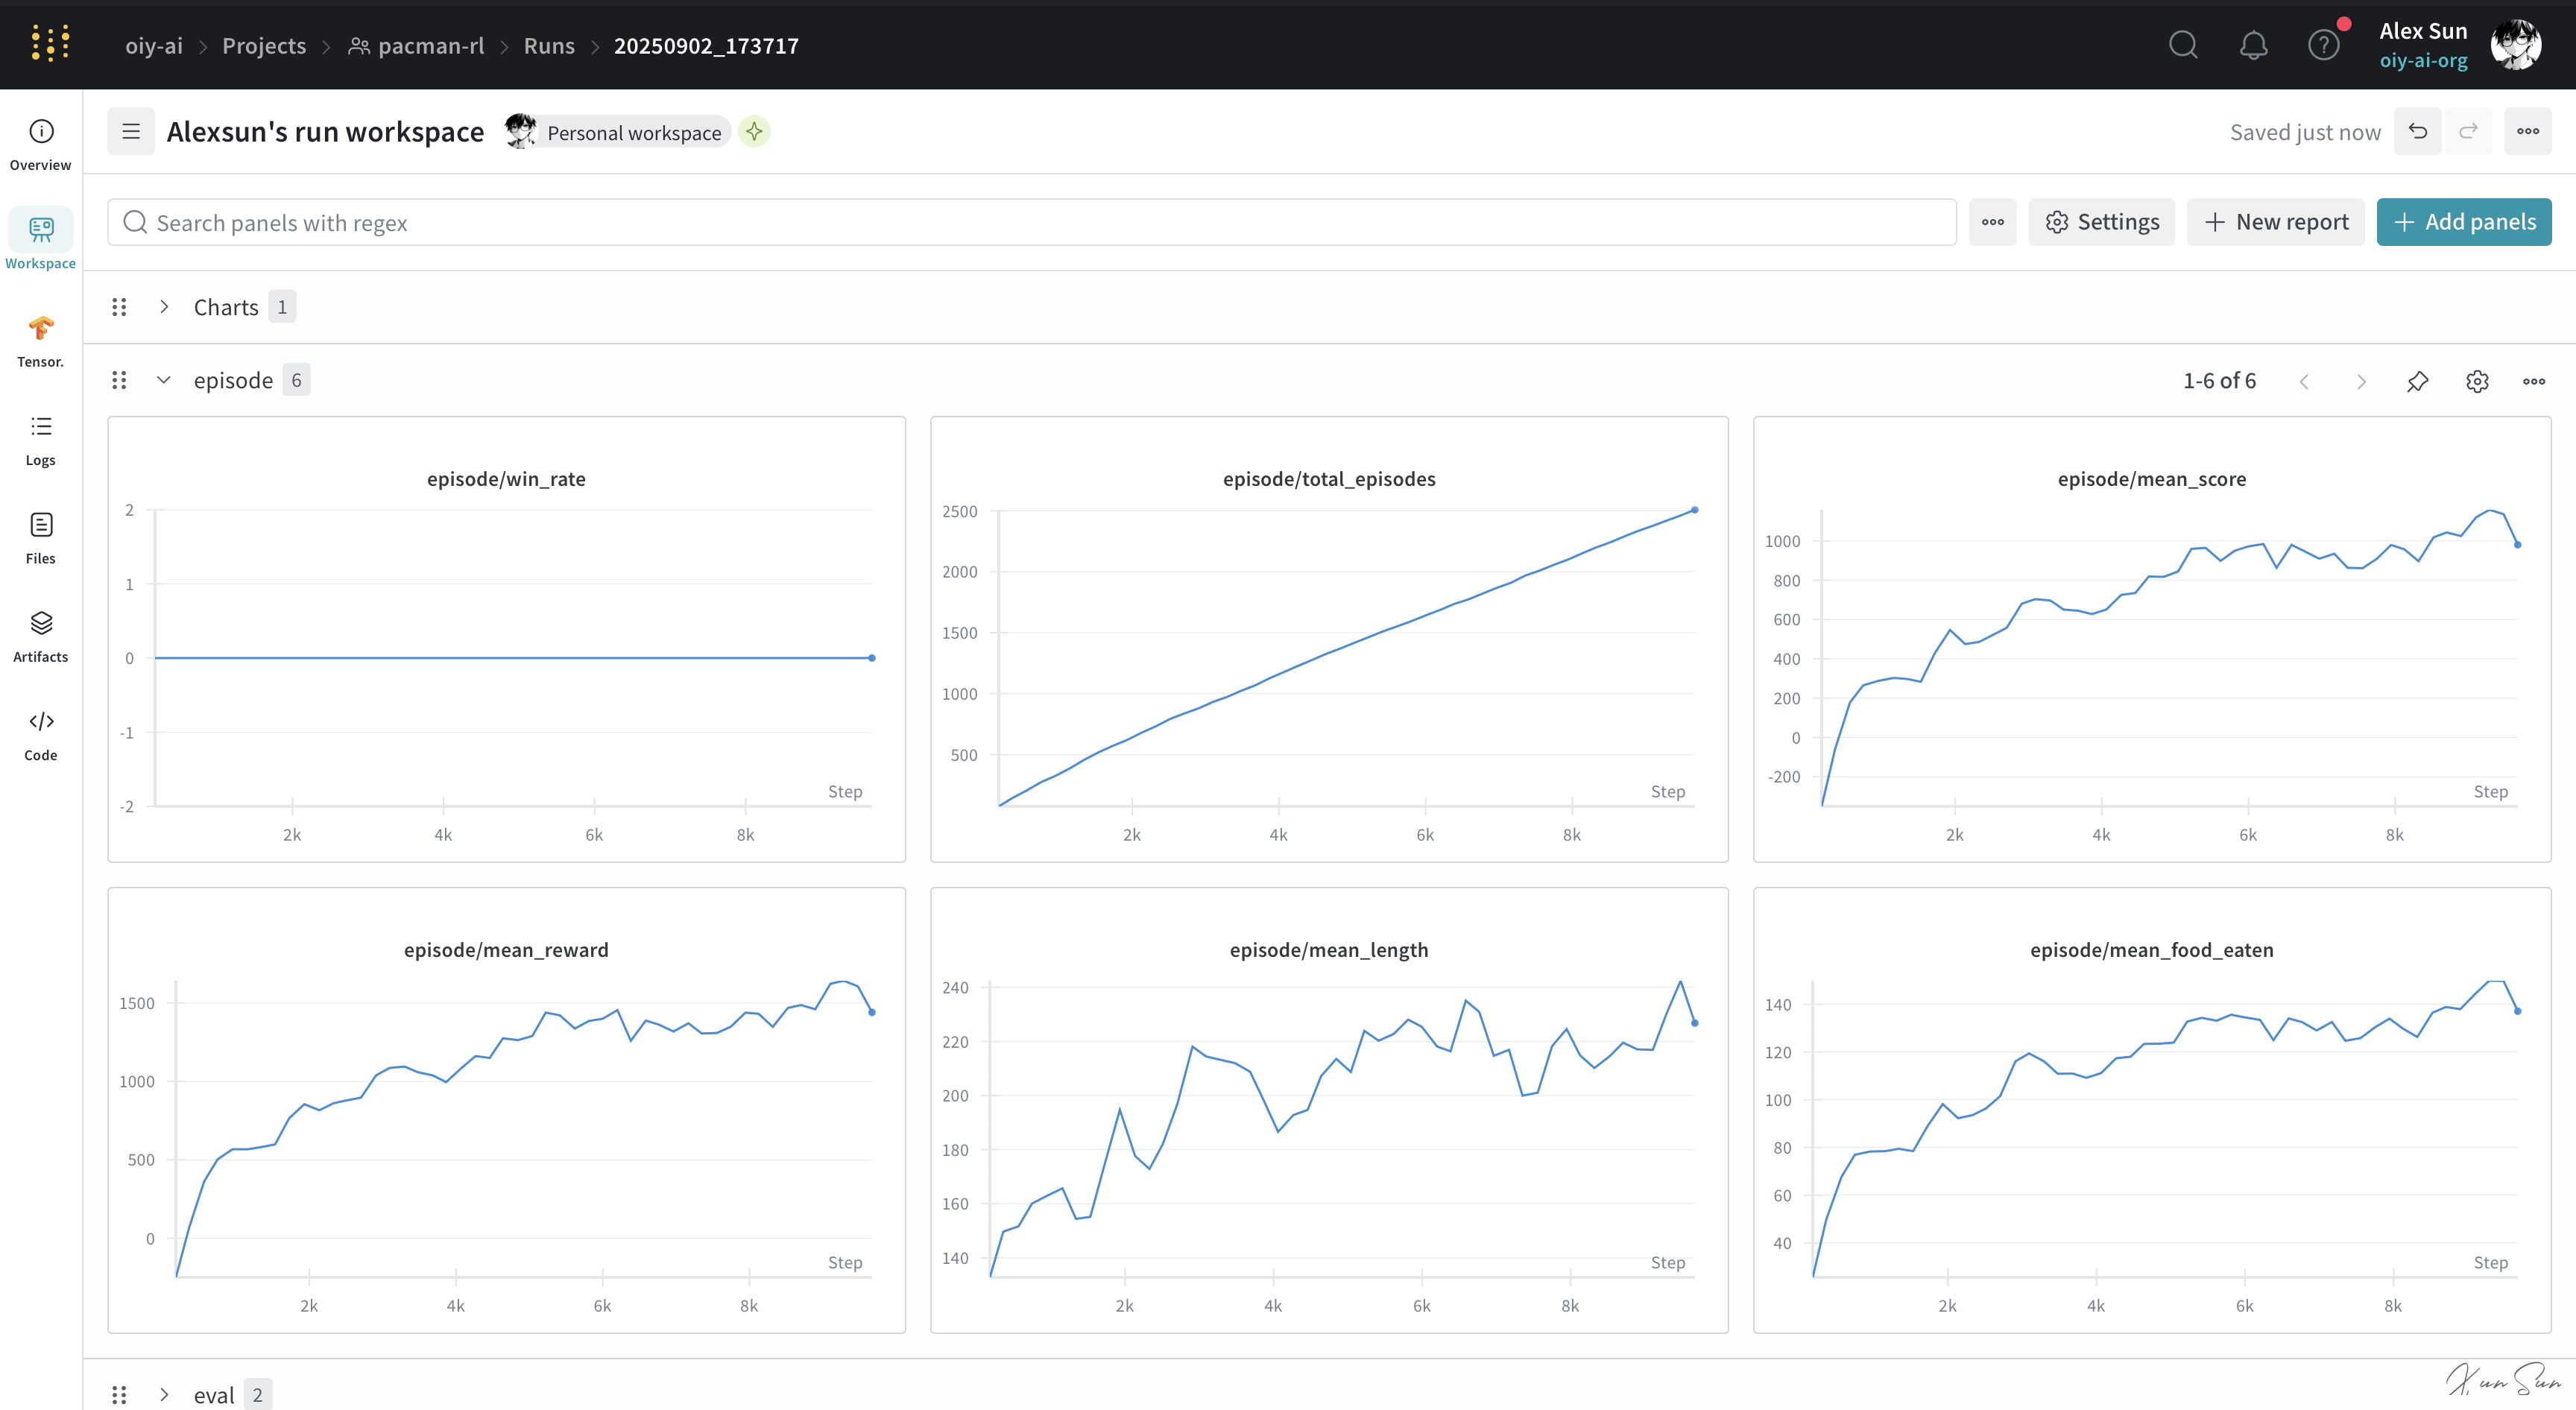 oiy-ai > Projects > pacman-rl > Runs > 20250902_173717
Alex Sun
oiy-ai-org
Alexsun's run workspace Personal workspace Saved just now
Search panels with regex Settings New report Add panels
Overview
Workspace
Tensor.
Logs
Files
Artifacts
Code
Charts 1
episode 6 1-6 of 6
episode/win_rate
2
1
0
-1
-2
Step
2k 4k 6k 8k
episode/total_episodes
2500
2000
1500
1000
500
Step
2k 4k 6k 8k
episode/mean_score
1000
800
600
400
200
0
-200
Step
2k 4k 6k 8k
episode/mean_reward
1500
1000
500
0
Step
2k 4k 6k 8k
episode/mean_length
240
220
200
180
160
140
Step
2k 4k 6k 8k
episode/mean_food_eaten
140
120
100
80
60
40
Step
2k 4k 6k 8k
eval 2
Xun Sun